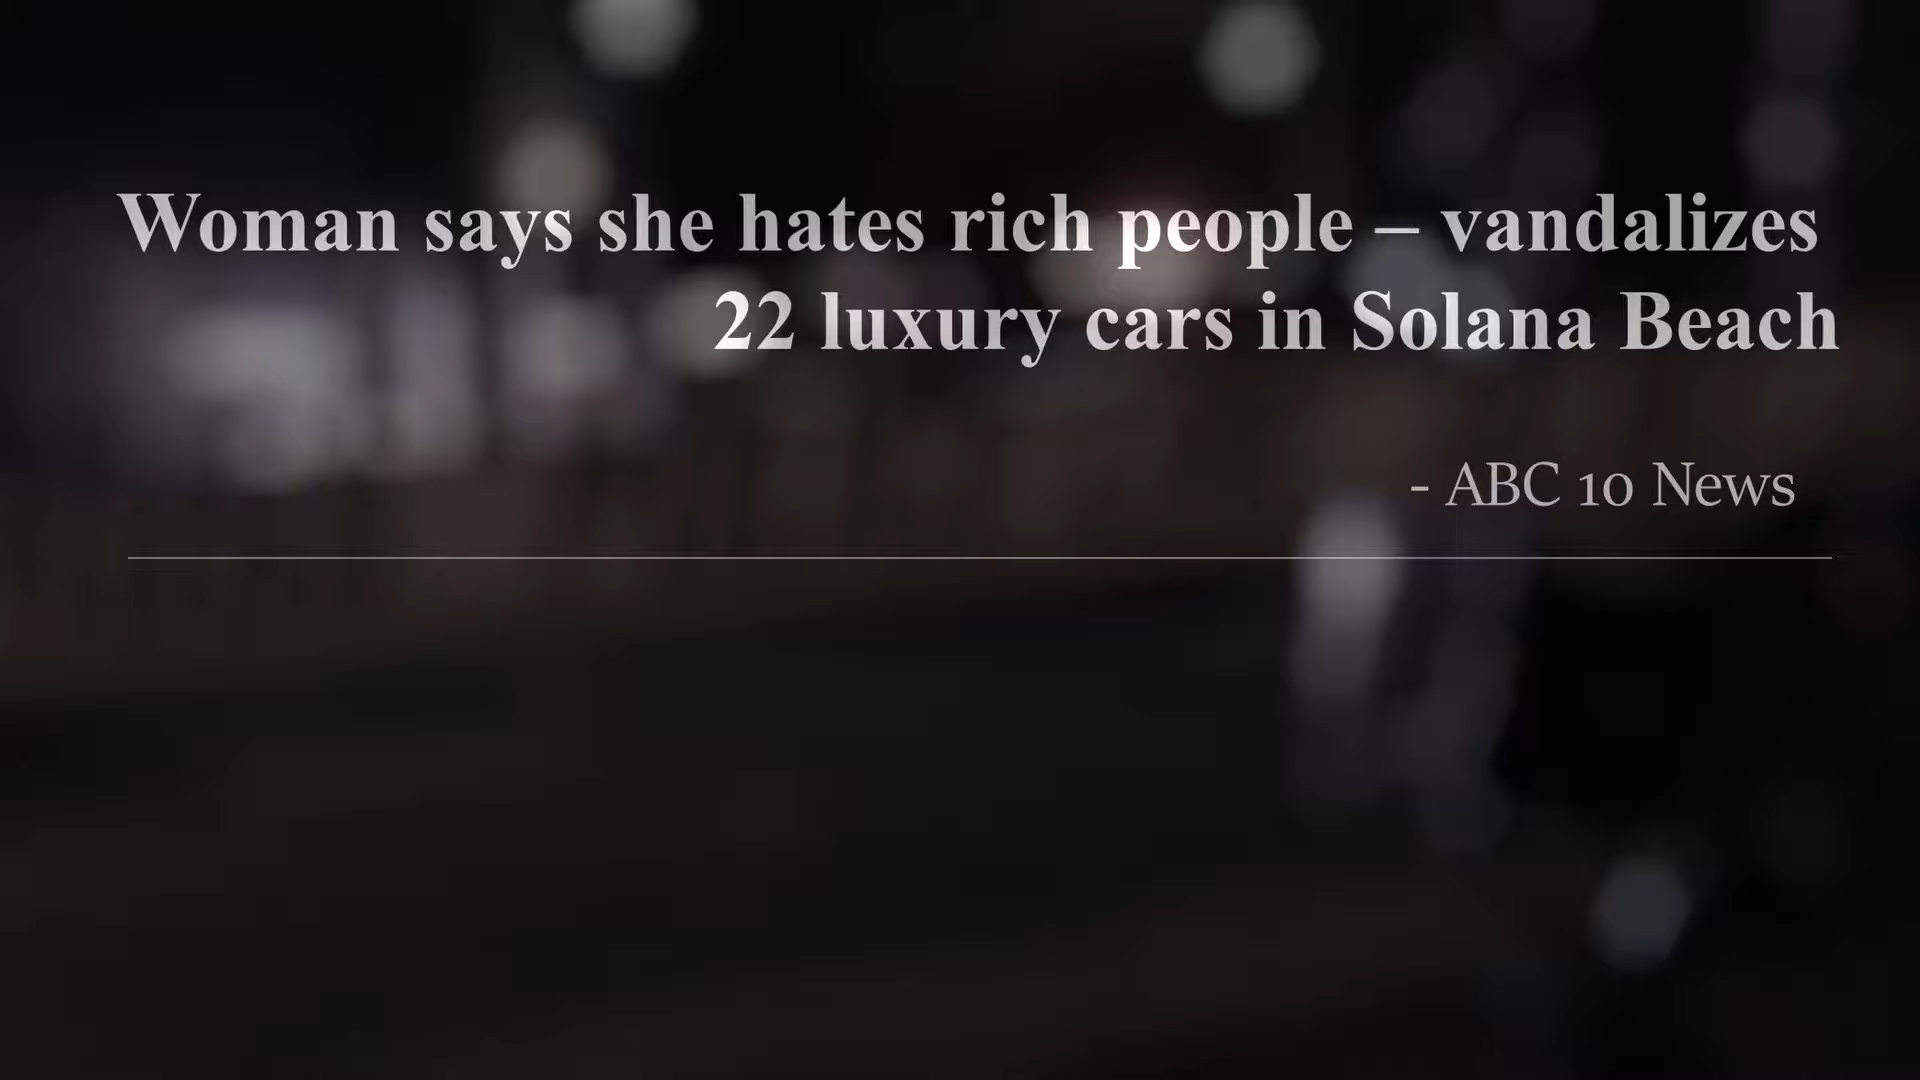 Woman says she hates rich people – vandalizes
22 luxury cars in Solana Beach
- ABC 10 News